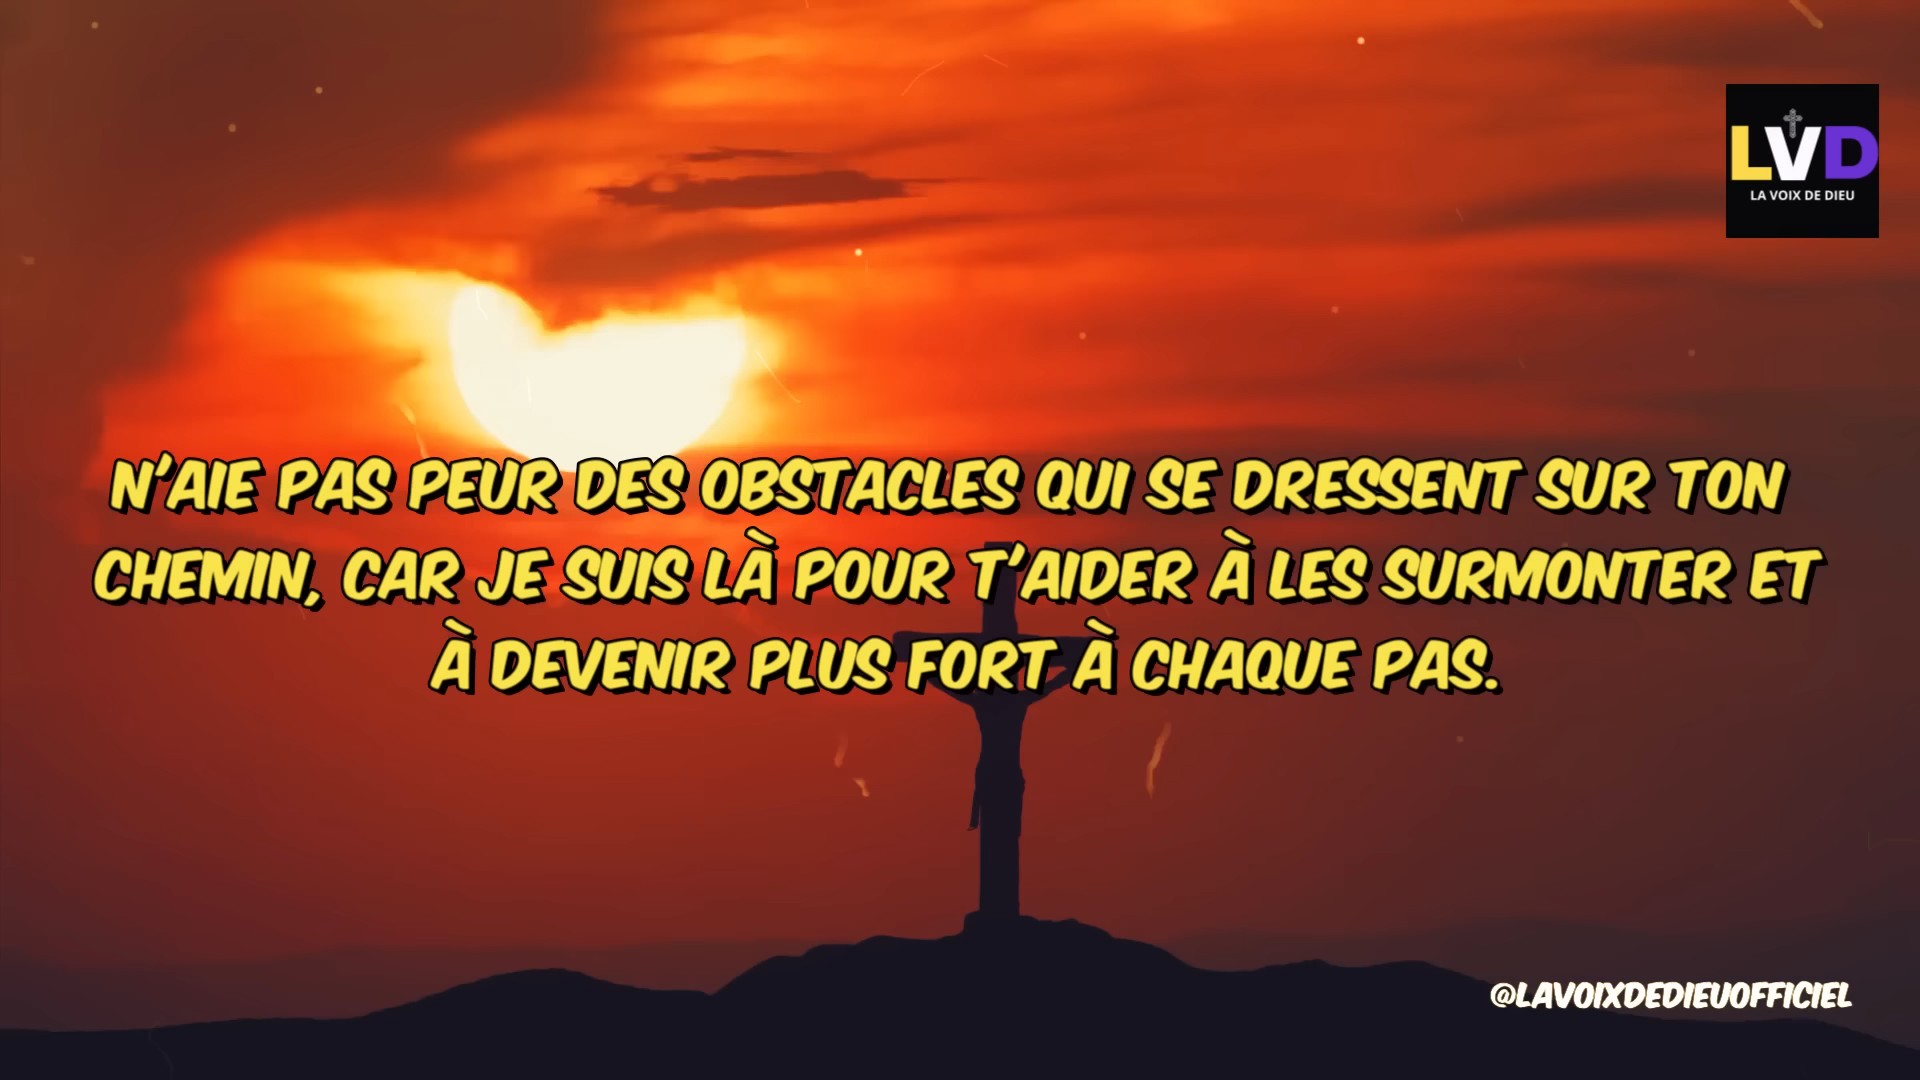 LVD
LA VOIX DE DIEU
N'AIE PAS PEUR DES OBSTACLES QUI SE DRESSENT SUR TON
CHEMIN, CAR JE SUIS LÀ POUR T'AIDER À LES SURMONTER ET
À DEVENIR PLUS FORT À CHAQUE PAS.
@LAVOIXDEDIEUOFFICIEL